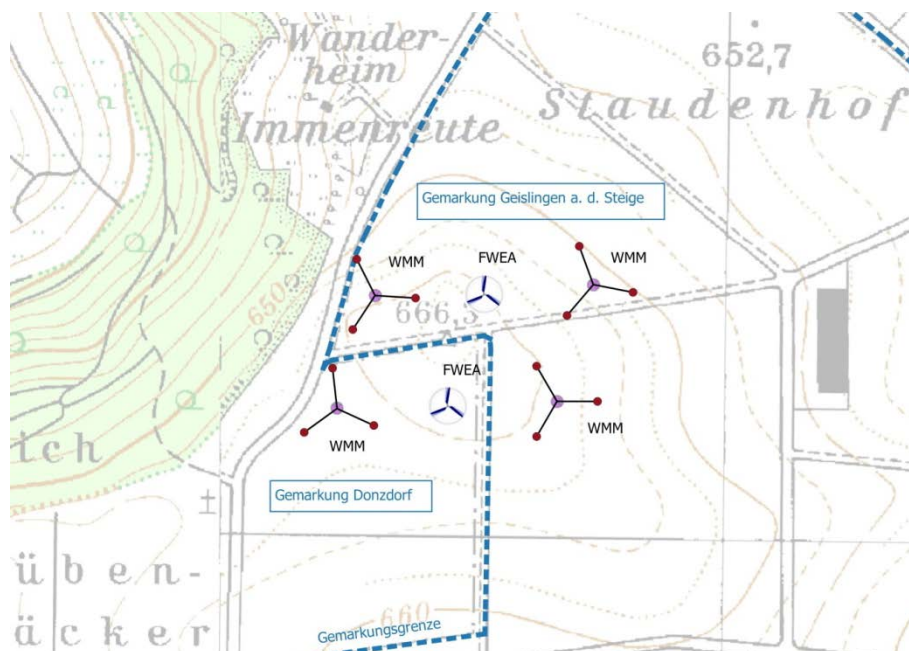 Wander-
heim
Immenreute
652,7
Staudenhof
Gemarkung Geislingen a. d. Steige
WMM
FWEA
WMM
650
666,3
FWEA
WMM
WMM
ich
Gemarkung Donzdorf
üben-
äcker
660
Gemarkungsgrenze